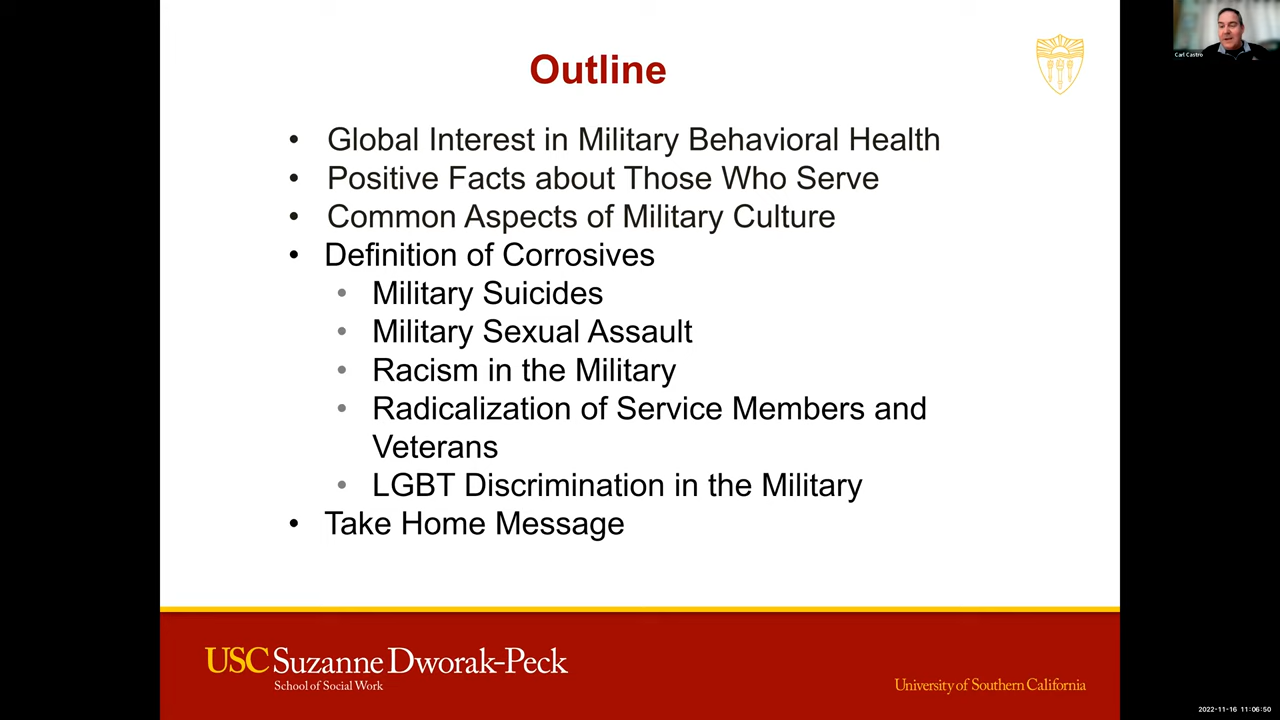 Outline
• Global Interest in Military Behavioral Health
• Positive Facts about Those Who Serve
• Common Aspects of Military Culture
• Definition of Corrosives
• Military Suicides
• Military Sexual Assault
• Racism in the Military
• Radicalization of Service Members and
Veterans
• LGBT Discrimination in the Military
• Take Home Message
USC Suzanne Dworak-Peck
School of Social Work
University of Southern California
Carl Castro
2022-11-16 11:06:50